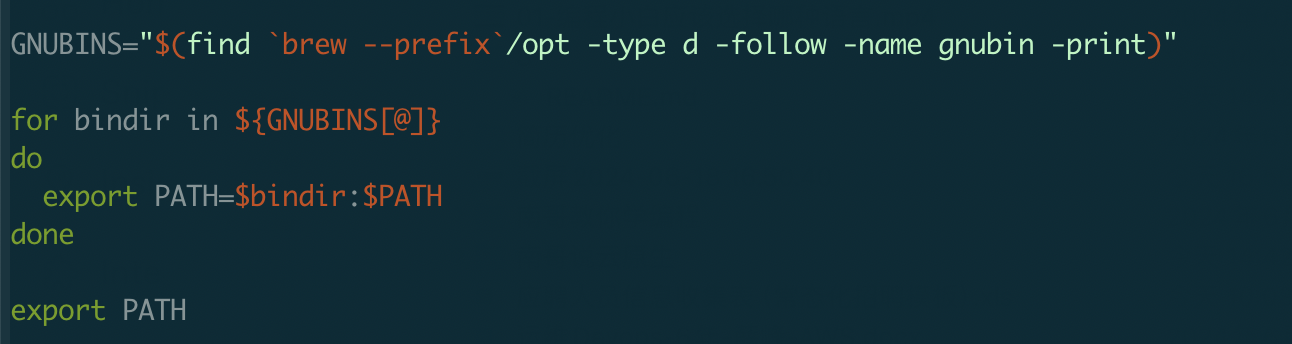 GNUBINS="$(find `brew --prefix`/opt -type d -follow -name gnubin -print)"
for bindir in ${GNUBINS[@]}
do
  export PATH=$bindir:$PATH
done
export PATH